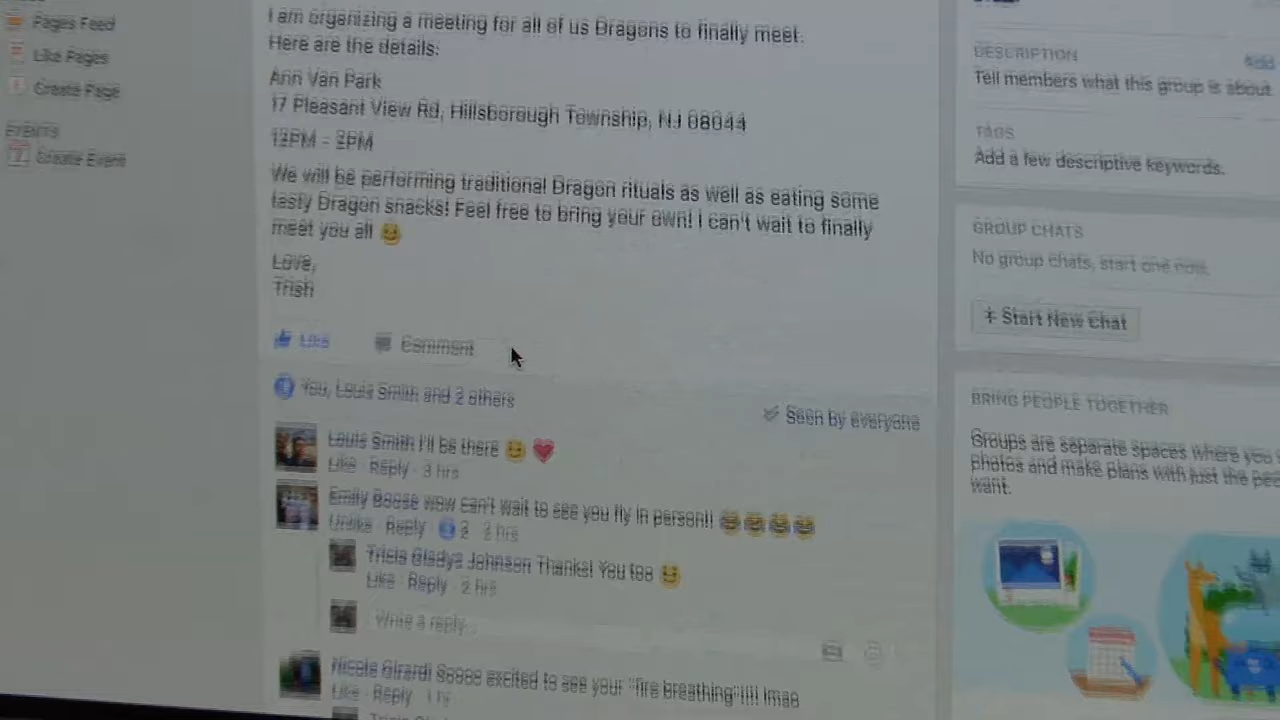 Pages Feed
Like Pages
Create Page
EVENTS
Create Event
I am organizing a meeting for all of us Dragons to finally meet.
Here are the details:
Ann Van Park
17 Pleasant View Rd, Hillsborough Township, NJ 08044
12PM - 2PM
We will be performing traditional Dragon rituals as well as eating some
tasty Dragon snacks! Feel free to bring your own! I can't wait to finally
meet you all
Love,
Trish
Like Comment
You, Louis Smith and 2 others
Seen by everyone
Louis Smith I'll be there
Like · Reply · 3 hrs
Emily Boose wow can't wait to see you fly in person!!
Unlike · Reply · 2 · 2 hrs
Tricia Gladys Johnson Thanks! You too
Like · Reply · 2 hrs
Write a reply...
Nicole Girardi Soooo excited to see your "fire breathing"!!!! lmao
Like · Reply · 1 hr
DESCRIPTION
Add
Tell members what this group is about.
TAGS
Add a few descriptive keywords.
GROUP CHATS
No group chats, start one now.
+ Start New Chat
BRING PEOPLE TOGETHER
Groups are separate spaces where you
photos and make plans with just the
want.